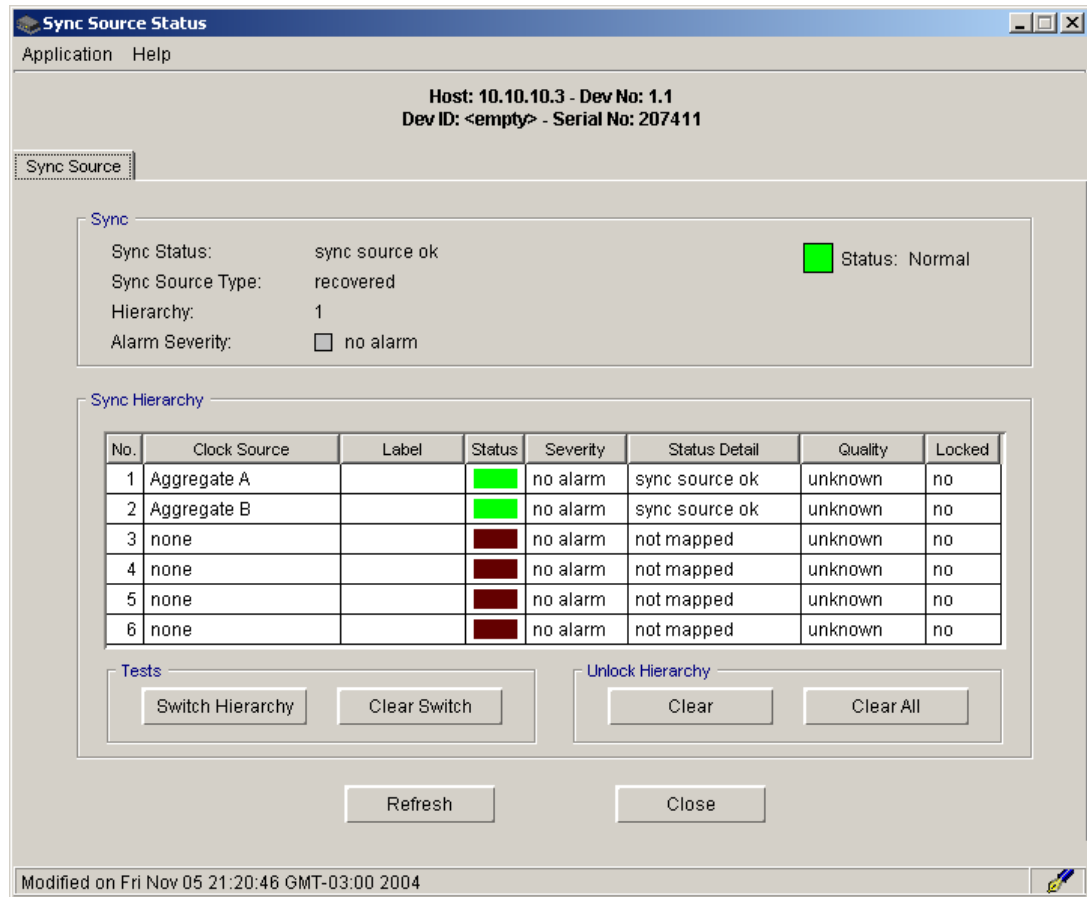 Sync Source Status
Application Help
Host: 10.10.10.3 - Dev No: 1.1
Dev ID: <empty> - Serial No: 207411
Sync Source
Sync
Sync Status: sync source ok
Status: Normal
Sync Source Type: recovered
Hierarchy: 1
Alarm Severity: no alarm
Sync Hierarchy
No. Clock Source Label Status Severity Status Detail Quality Locked
1 Aggregate A no alarm sync source ok unknown no
2 Aggregate B no alarm sync source ok unknown no
3 none no alarm not mapped unknown no
4 none no alarm not mapped unknown no
5 none no alarm not mapped unknown no
6 none no alarm not mapped unknown no
Tests Unlock Hierarchy
Switch Hierarchy Clear Switch Clear Clear All
Refresh Close
Modified on Fri Nov 05 21:20:46 GMT-03:00 2004